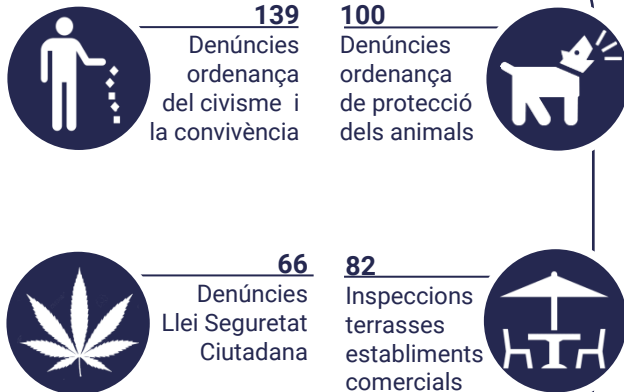 139
Denúncies
ordenança
del civisme i
la convivència
100
Denúncies
ordenança
de protecció
dels animals
66
Denúncies
Llei Seguretat
Ciutadana
82
Inspeccions
terrasses
establiments
comercials